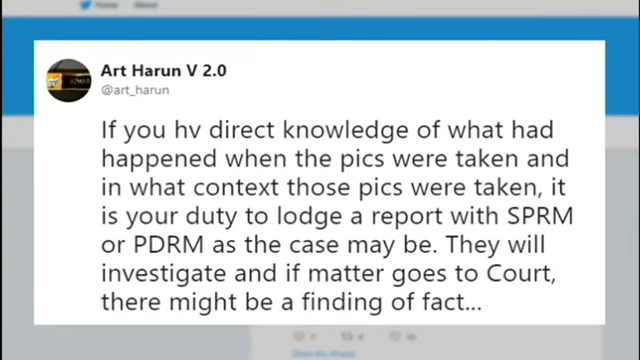 Home About
Art Harun V 2.0
@art_harun
If you hv direct knowledge of what had
happened when the pics were taken and
in what context those pics were taken, it
is your duty to lodge a report with SPRM
or PDRM as the case may be. They will
investigate and if matter goes to Court,
there might be a finding of fact...